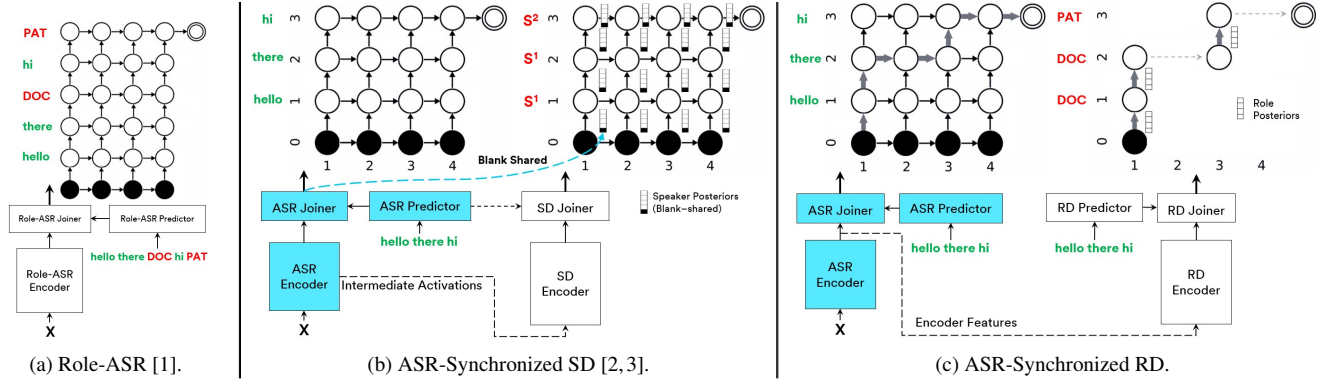 PAT
hi
DOC
there
hello
Role-ASR Joiner
Role-ASR Predictor
hello there DOC hi PAT
Role-ASR
Encoder
X
(a) Role-ASR [1].
hi
there
hello
3
2
1
0
1 2 3 4
S²
S¹
S¹
3
2
1
0
1 2 3 4
Blank Shared
Speaker Posteriors
(Blank-shared)
ASR Joiner
ASR Predictor
SD Joiner
hello there hi
ASR
Encoder
Intermediate Activations
SD
Encoder
X
(b) ASR-Synchronized SD [2, 3].
hi
there
hello
3
2
1
0
1 2 3 4
PAT
DOC
DOC
3
2
1
0
1 2 3 4
Role
Posteriors
ASR Joiner
ASR Predictor
RD Predictor
RD Joiner
hello there hi
hello there hi
ASR
Encoder
RD
Encoder
Encoder Features
X
(c) ASR-Synchronized RD.